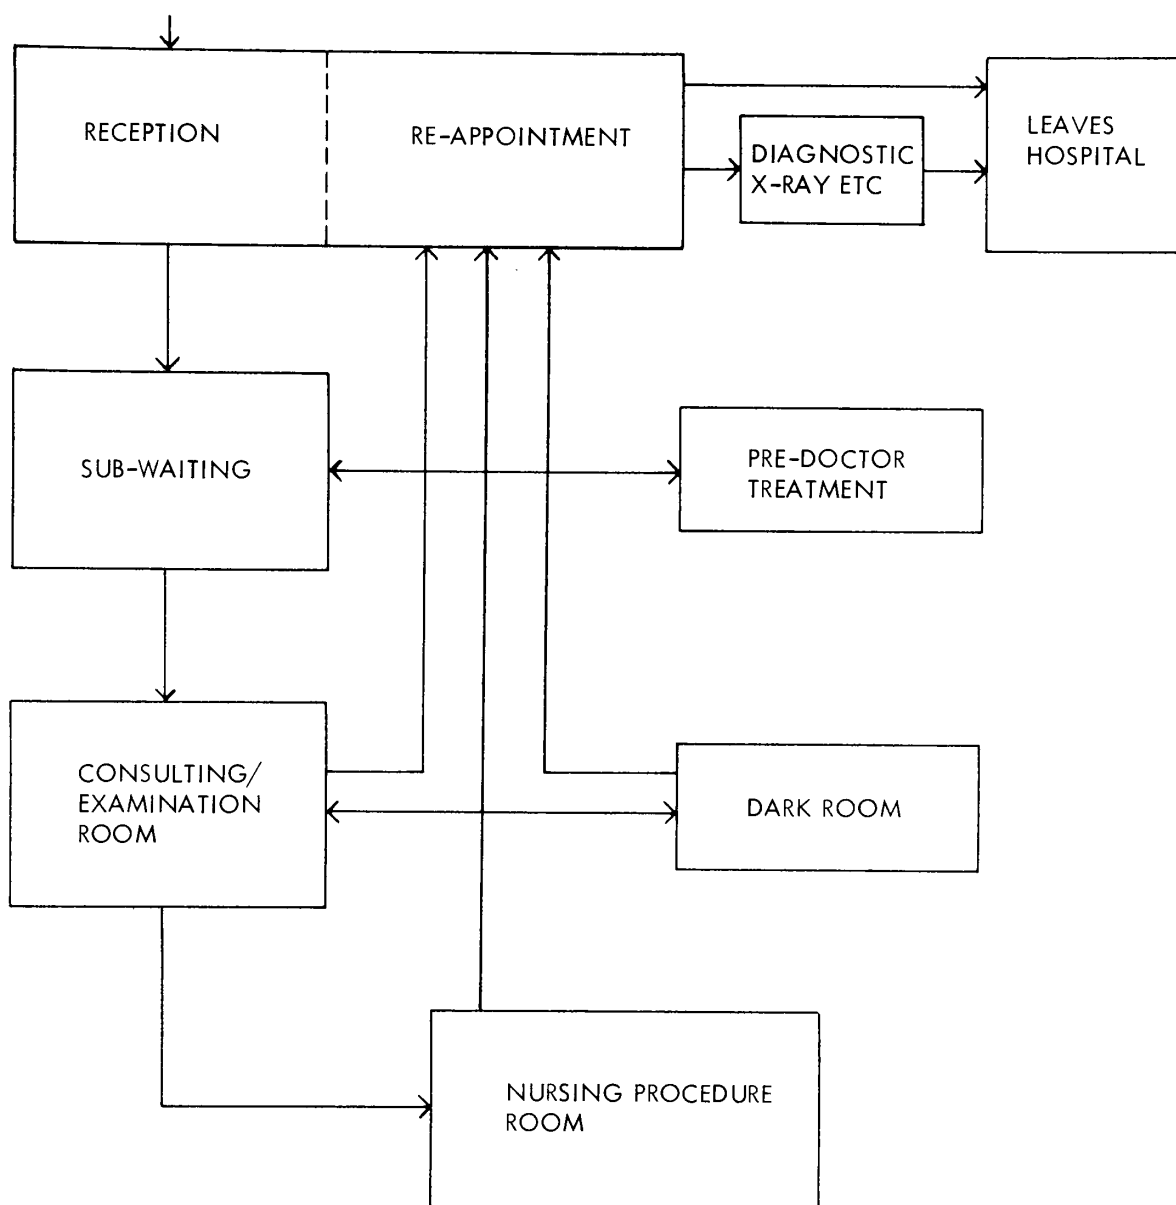 RECEPTION
RE-APPOINTMENT
DIAGNOSTIC
X-RAY ETC
LEAVES
HOSPITAL
SUB-WAITING
PRE-DOCTOR
TREATMENT
CONSULTING/
EXAMINATION
ROOM
DARK ROOM
NURSING PROCEDURE
ROOM